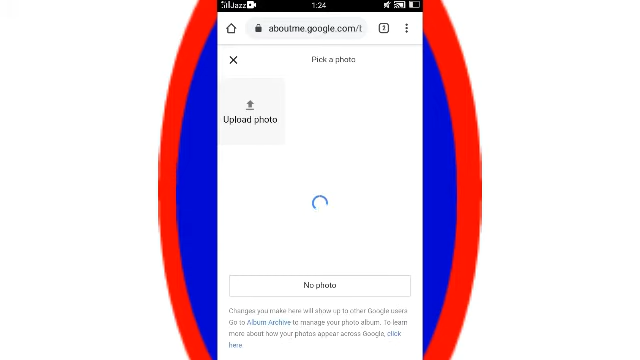 Jazz 1:24
aboutme.google.com/t 2
Pick a photo
Upload photo
No photo
Changes you make here will show up to other Google users.
Go to Album Archive to manage your photo album. To learn
more about how your photos appear across Google, click
here